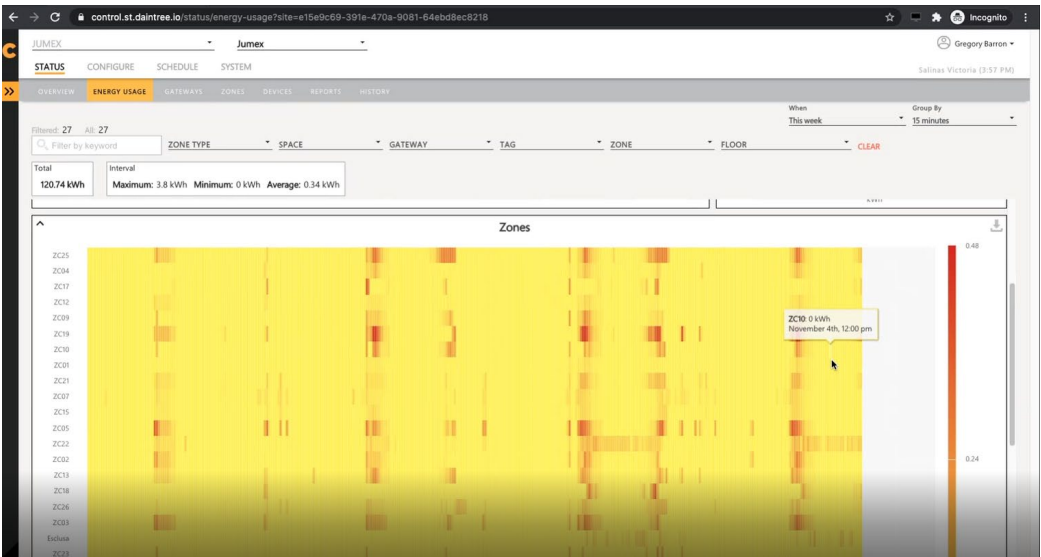 control.st.daintree.io/status/energy-usage?site=e15e9c69-391e-470a-9081-64ebd8ec8218
Incognito
JUMEX
Jumex
Gregory Barron
STATUS CONFIGURE SCHEDULE SYSTEM
Salinas Victoria (3:57 PM)
OVERVIEW ENERGY USAGE GATEWAYS ZONES DEVICES REPORTS HISTORY
When
This week
Group By
15 minutes
Filtered: 27 All: 27
Filter by keyword
ZONE TYPE SPACE GATEWAY TAG ZONE FLOOR CLEAR
Total
120.74 kWh
Interval
Maximum: 3.8 kWh Minimum: 0 kWh Average: 0.34 kWh
kWh
Zones
0.48
ZC25
ZC04
ZC17
ZC12
ZC09
ZC10: 0 kWh
November 4th, 12:00 pm
ZC19
ZC10
ZC01
ZC21
ZC07
ZC15
ZC05
ZC22
ZC02
0.24
ZC13
ZC18
ZC26
ZC03
Esclusa
ZC23